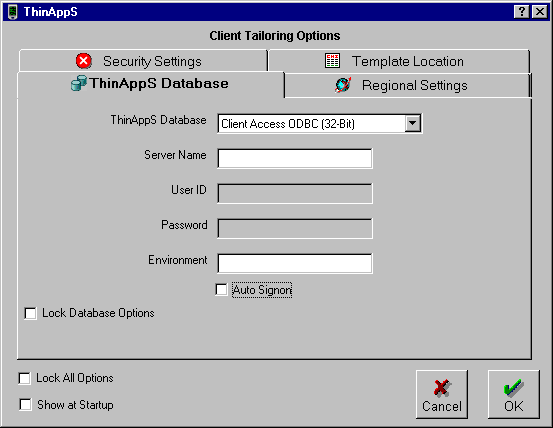 ThinAppS
Client Tailoring Options
Security Settings
Template Location
ThinAppS Database
Regional Settings
ThinAppS Database
Client Access ODBC (32-Bit)
Server Name
User ID
Password
Environment
Auto Signon
Lock Database Options
Lock All Options
Show at Startup
Cancel
OK